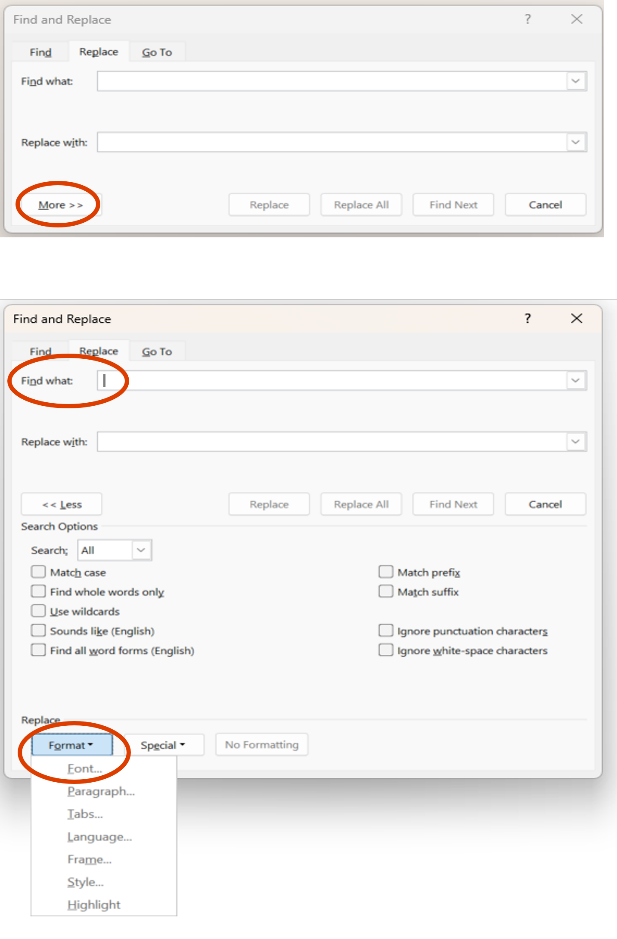 Find and Replace ?
Find Replace Go To
Find what:
Replace with:
More >> Replace Replace All Find Next Cancel
Find and Replace ?
Find Replace Go To
Find what:
Replace with:
<< Less Replace Replace All Find Next Cancel
Search Options
Search; All
Match case Match prefix
Find whole words only Match suffix
Use wildcards
Sounds like (English) Ignore punctuation characters
Find all word forms (English) Ignore white-space characters
Replace
Format Special No Formatting
Font...
Paragraph...
Tabs...
Language...
Frame...
Style...
Highlight